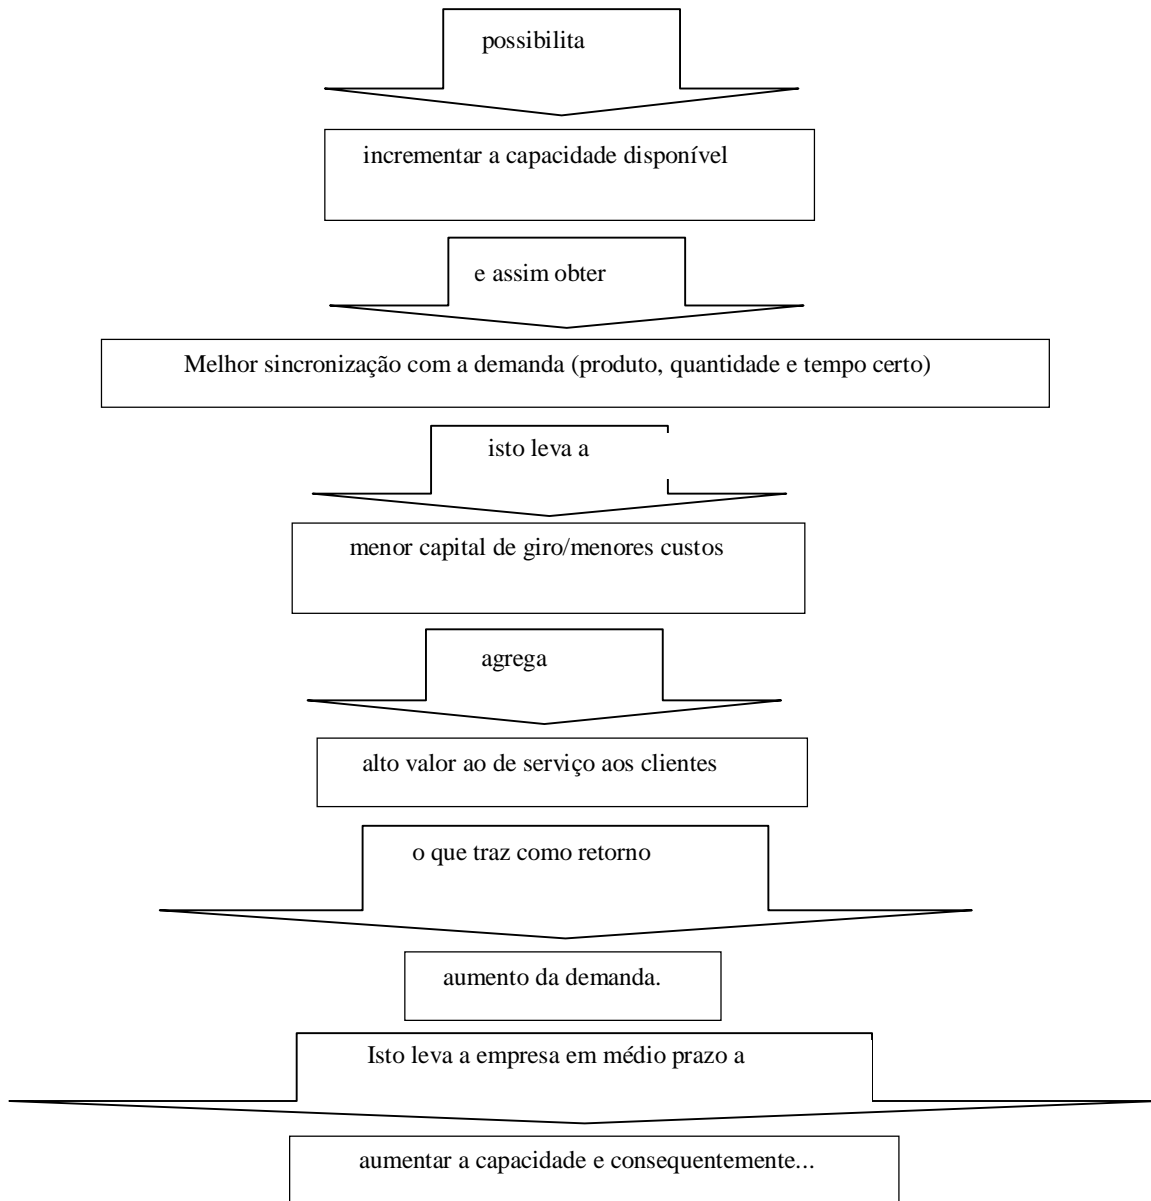 possibilita
incrementar a capacidade disponível
e assim obter
Melhor sincronização com a demanda (produto, quantidade e tempo certo)
isto leva a
menor capital de giro/menores custos
agrega
alto valor ao de serviço aos clientes
o que traz como retorno
aumento da demanda.
Isto leva a empresa em médio prazo a
aumentar a capacidade e consequentemente...